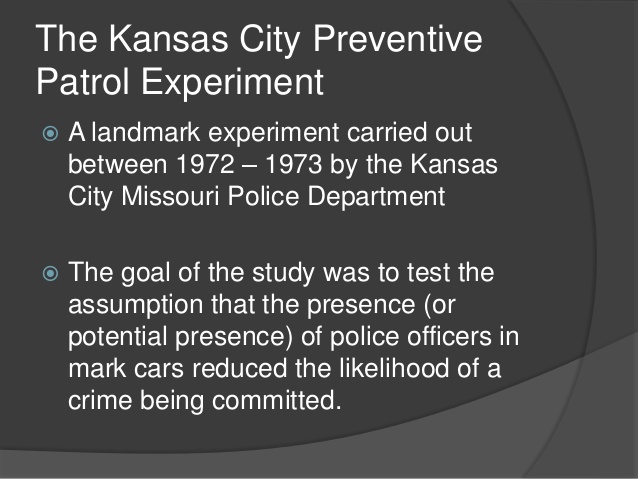 The Kansas City Preventive
Patrol Experiment
A landmark experiment carried out
between 1972 – 1973 by the Kansas
City Missouri Police Department
The goal of the study was to test the
assumption that the presence (or
potential presence) of police officers in
mark cars reduced the likelihood of a
crime being committed.